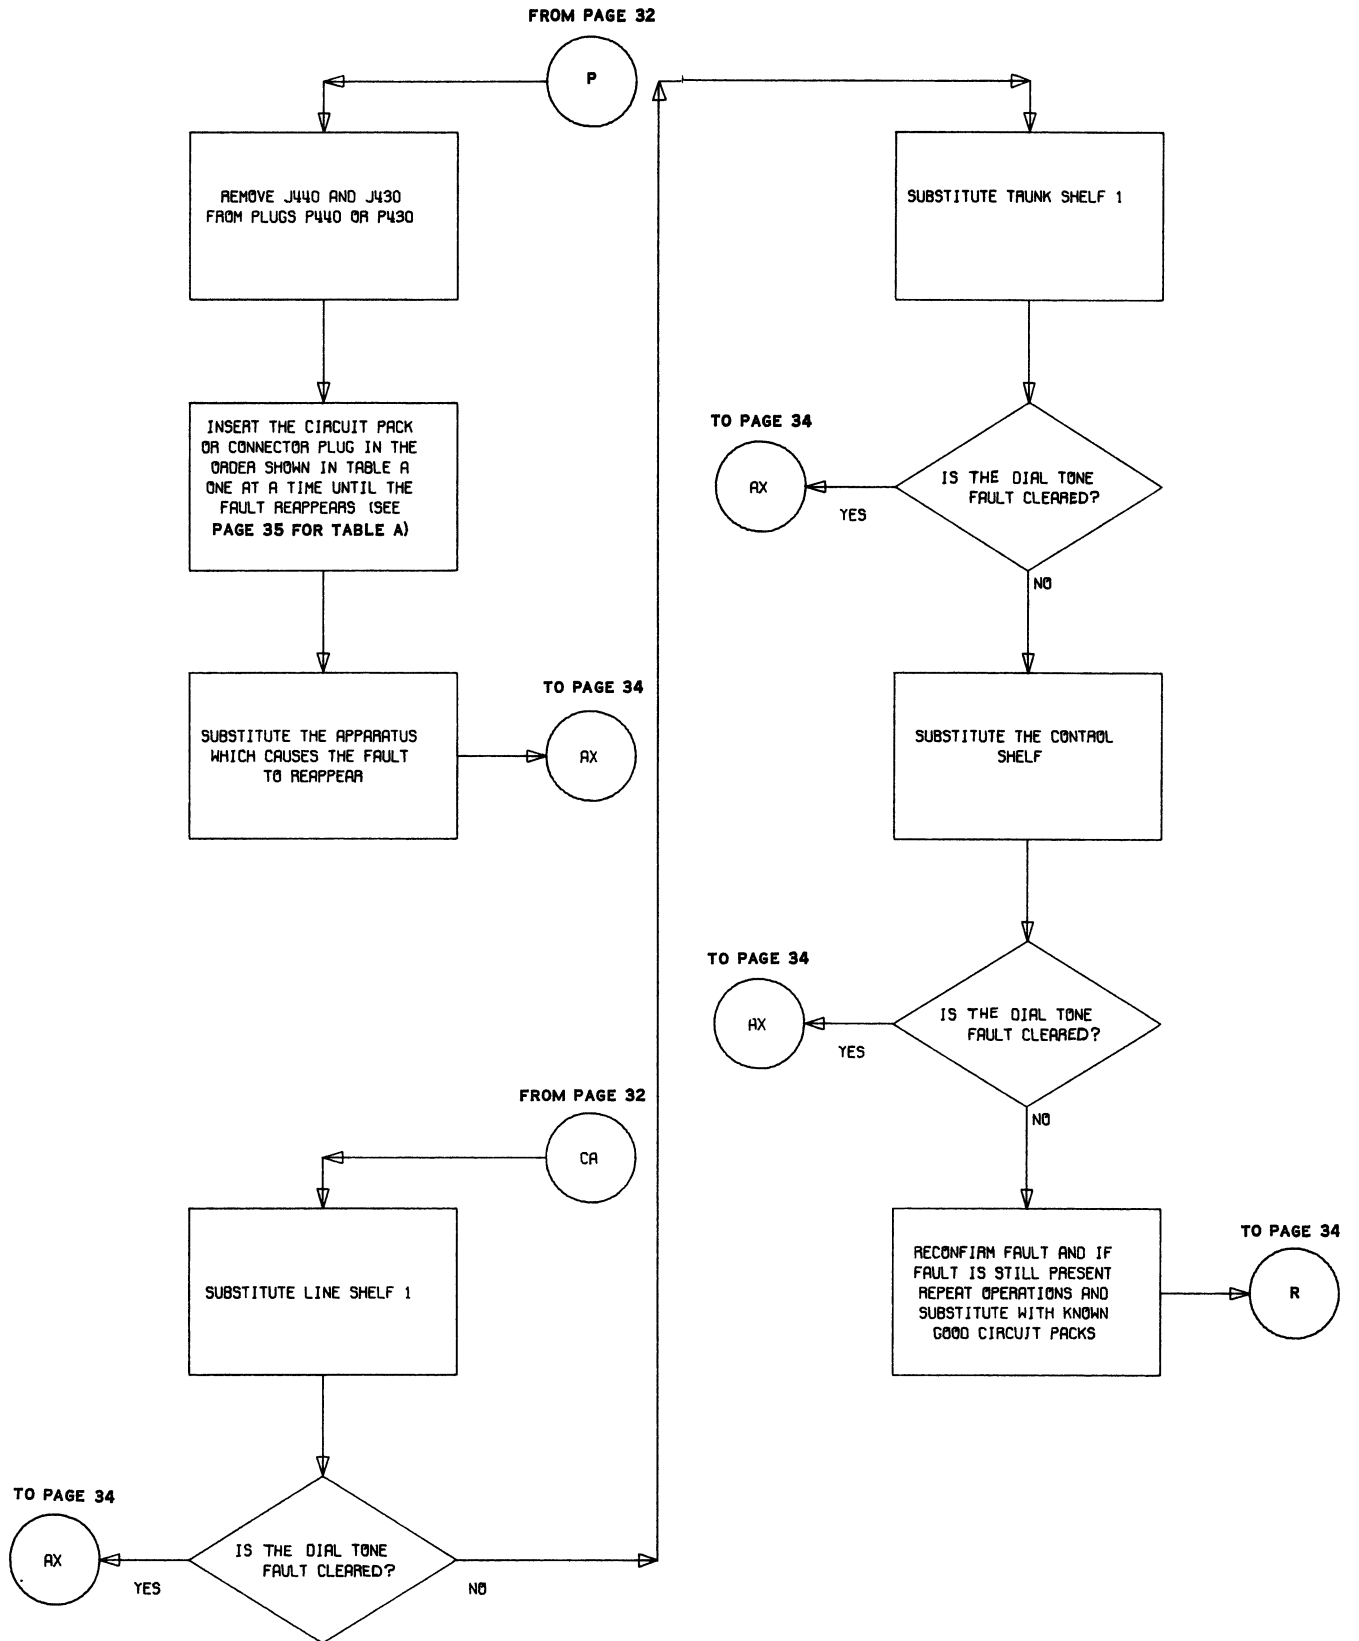 FROM PAGE 32
P
REMOVE J440 AND J430
FROM PLUGS P440 OR P430
INSERT THE CIRCUIT PACK
OR CONNECTOR PLUG IN THE
ORDER SHOWN IN TABLE A
ONE AT A TIME UNTIL THE
FAULT REAPPEARS (SEE
PAGE 35 FOR TABLE A)
SUBSTITUTE THE APPARATUS
WHICH CAUSES THE FAULT
TO REAPPEAR
TO PAGE 34
AX
FROM PAGE 32
CA
SUBSTITUTE LINE SHELF 1
IS THE DIAL TONE
FAULT CLEARED?
YES
TO PAGE 34
AX
NO
SUBSTITUTE TRUNK SHELF 1
IS THE DIAL TONE
FAULT CLEARED?
YES
TO PAGE 34
AX
NO
SUBSTITUTE THE CONTROL
SHELF
IS THE DIAL TONE
FAULT CLEARED?
YES
TO PAGE 34
AX
NO
RECONFIRM FAULT AND IF
FAULT IS STILL PRESENT
REPEAT OPERATIONS AND
SUBSTITUTE WITH KNOWN
GOOD CIRCUIT PACKS
TO PAGE 34
R